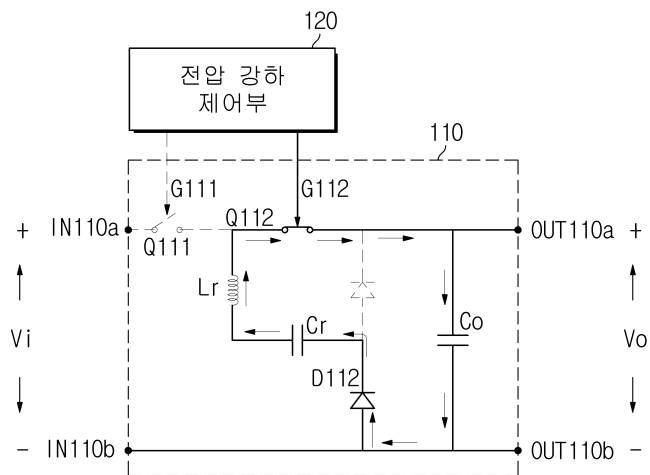 120
전압 강하
제어부
110
G111
G112
+
IN110a
Q111
Q112
OUT110a
+
Lr
Cr
Co
Vi
Vo
D112
-
IN110b
OUT110b
-